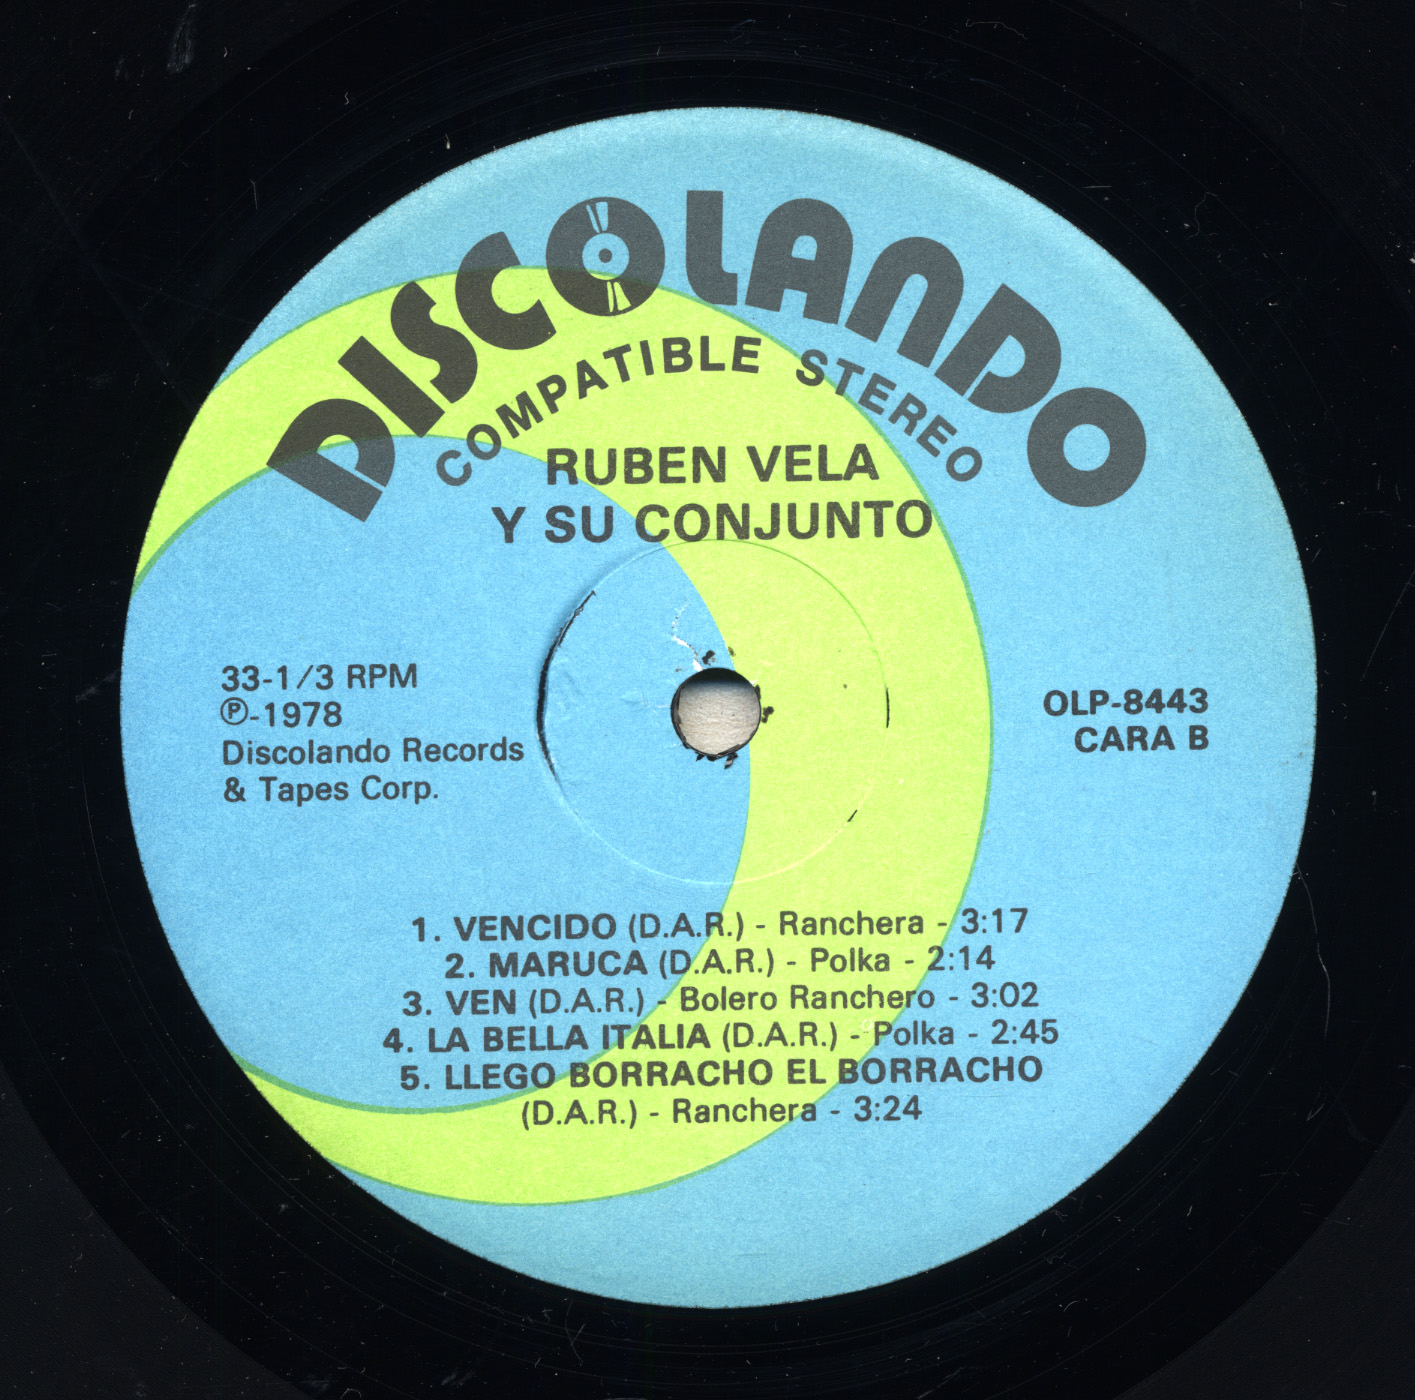 DISCOLANDO
COMPATIBLE STEREO
RUBEN VELA
Y SU CONJUNTO
33-1/3 RPM
℗-1978
Discolando Records
& Tapes Corp.
OLP-8443
CARA B
1. VENCIDO (D.A.R.) - Ranchera - 3:17
2. MARUCA (D.A.R.) - Polka - 2:14
3. VEN (D.A.R.) - Bolero Ranchero - 3:02
4. LA BELLA ITALIA (D.A.R.) - Polka - 2:45
5. LLEGO BORRACHO EL BORRACHO
(D.A.R.) - Ranchera - 3:24